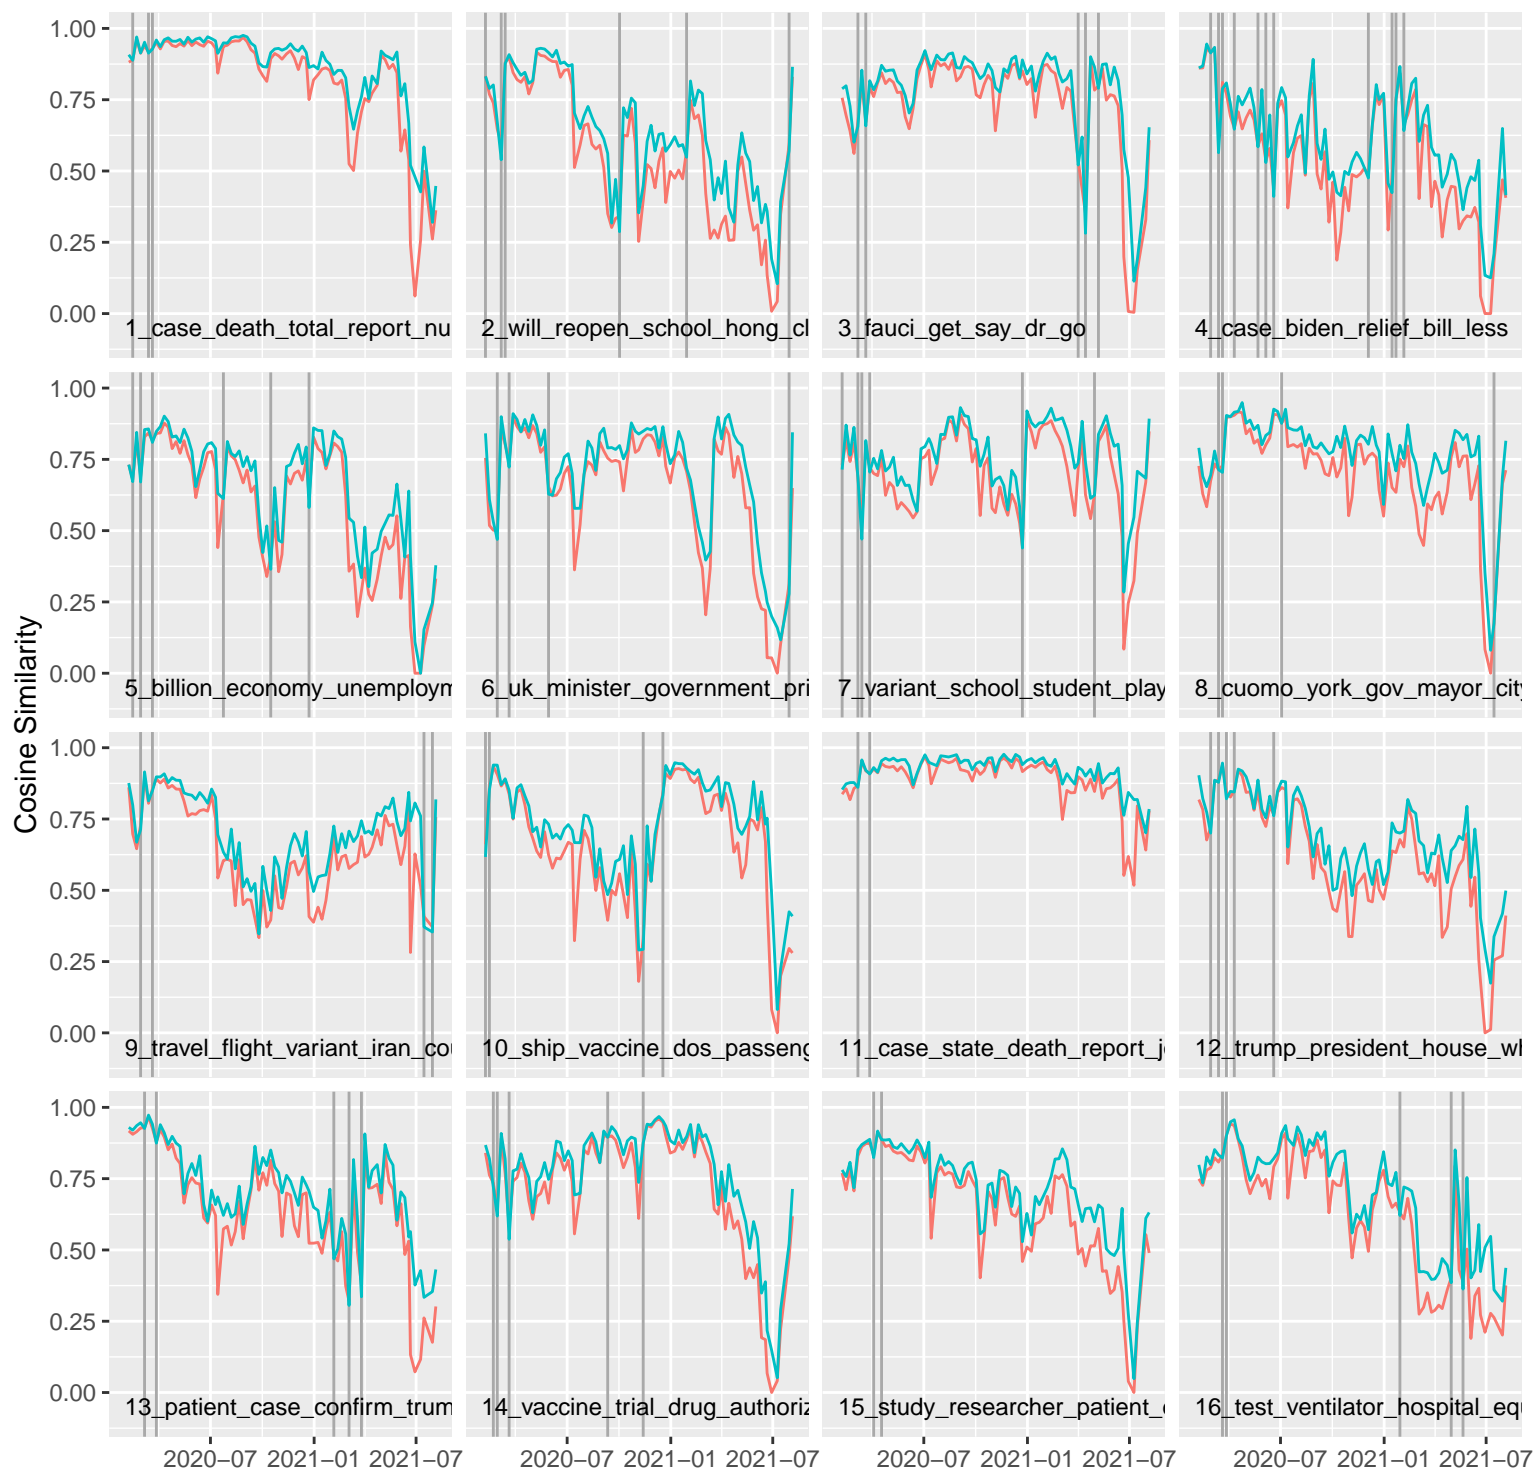 1.00
0.75
0.50
0.25
0.00
1_case_death_total_report_nu
2_will_reopen_school_hong_cl
3_fauci_get_say_dr_go
4_case_biden_relief_bill_less
1.00
0.75
0.50
0.25
0.00
5_billion_economy_unemploym
6_uk_minister_government_pri
7_variant_school_student_play
8_cuomo_york_gov_mayor_city
Cosine Similarity
1.00
0.75
0.50
0.25
0.00
9_travel_flight_variant_iran_cou
10_ship_vaccine_dos_passeng
11_case_state_death_report_j
12_trump_president_house_wh
1.00
0.75
0.50
0.25
0.00
13_patient_case_confirm_trum
14_vaccine_trial_drug_authoriz
15_study_researcher_patient_
16_test_ventilator_hospital_equ
2020−07 2021−01 2021−07 2020−07 2021−01 2021−07 2020−07 2021−01 2021−07 2020−07 2021−01 2021−07